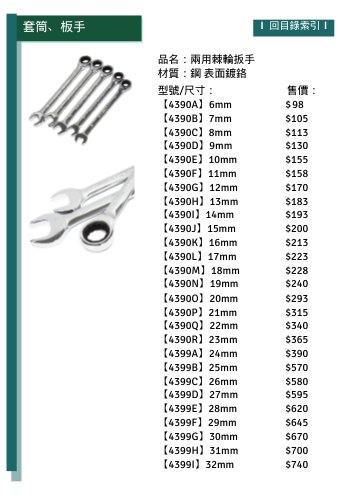 套筒、板手
回目錄索引
品名：兩用棘輪扳手
材質：鋼 表面鍍鉻
型號/尺寸： 售價：
【4390A】6mm $98
【4390B】7mm $105
【4390C】8mm $113
【4390D】9mm $130
【4390E】10mm $155
【4390F】11mm $158
【4390G】12mm $170
【4390H】13mm $183
【4390I】14mm $193
【4390J】15mm $200
【4390K】16mm $213
【4390L】17mm $223
【4390M】18mm $228
【4390N】19mm $240
【4390O】20mm $293
【4390P】21mm $315
【4390Q】22mm $340
【4390R】23mm $365
【4399A】24mm $390
【4399B】25mm $570
【4399C】26mm $580
【4399D】27mm $595
【4399E】28mm $620
【4399F】29mm $645
【4399G】30mm $670
【4399H】31mm $700
【4399I】32mm $740